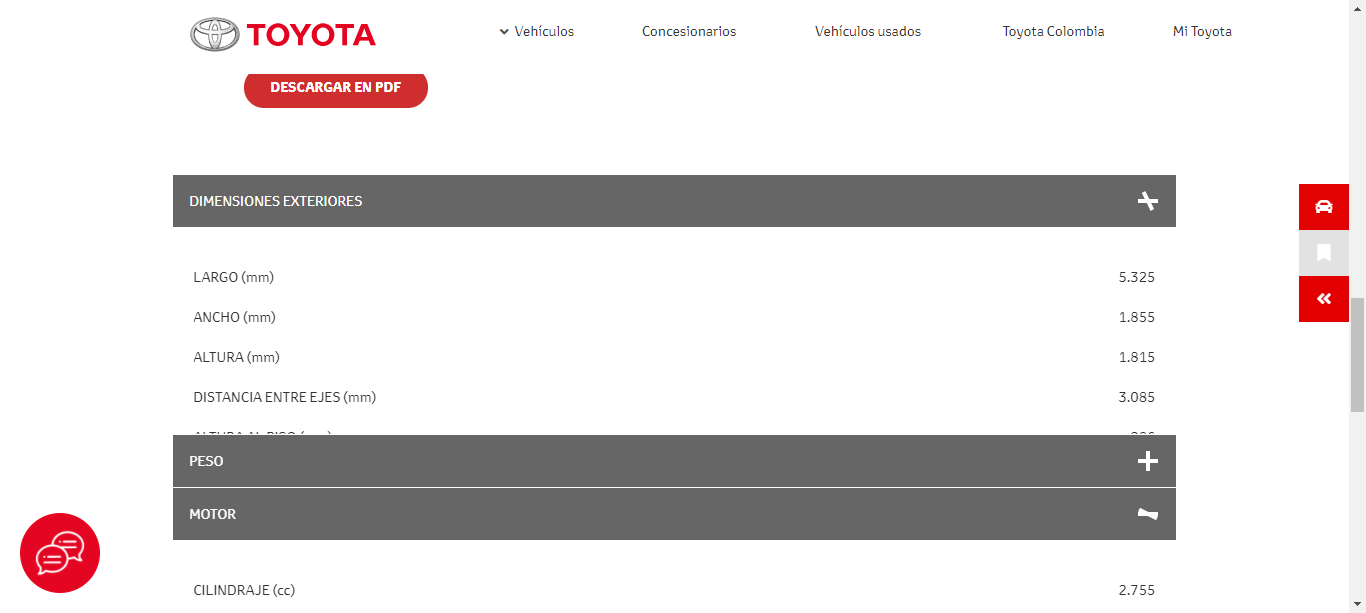 TOYOTA
Vehículos
Concesionarios
Vehículos usados
Toyota Colombia
Mi Toyota
DESCARGAR EN PDF
DIMENSIONES EXTERIORES
LARGO (mm) 5.325
ANCHO (mm) 1.855
ALTURA (mm) 1.815
DISTANCIA ENTRE EJES (mm) 3.085
PESO
MOTOR
CILINDRAJE (cc) 2.755